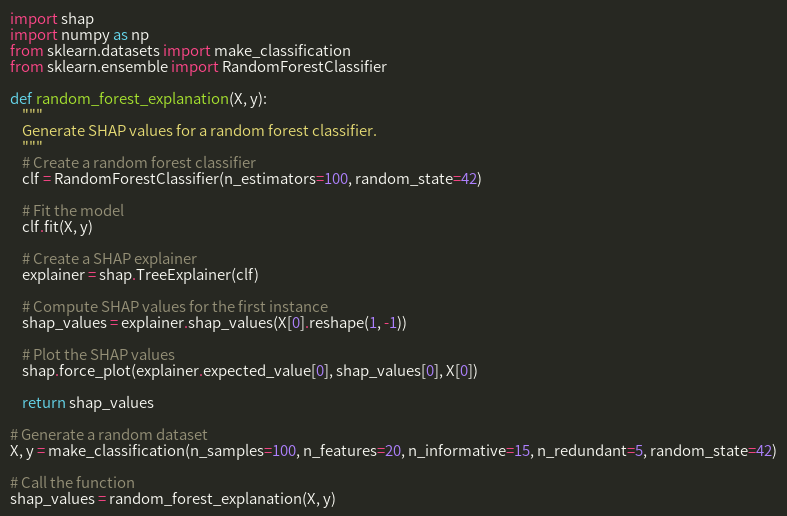 import shap
import numpy as np
from sklearn.datasets import make_classification
from sklearn.ensemble import RandomForestClassifier

def random_forest_explanation(X, y):
    """
    Generate SHAP values for a random forest classifier.
    """
    # Create a random forest classifier
    clf = RandomForestClassifier(n_estimators=100, random_state=42)

    # Fit the model
    clf.fit(X, y)

    # Create a SHAP explainer
    explainer = shap.TreeExplainer(clf)

    # Compute SHAP values for the first instance
    shap_values = explainer.shap_values(X[0].reshape(1, -1))

    # Plot the SHAP values
    shap.force_plot(explainer.expected_value[0], shap_values[0], X[0])

    return shap_values

# Generate a random dataset
X, y = make_classification(n_samples=100, n_features=20, n_informative=15, n_redundant=5, random_state=42)

# Call the function
shap_values = random_forest_explanation(X, y)